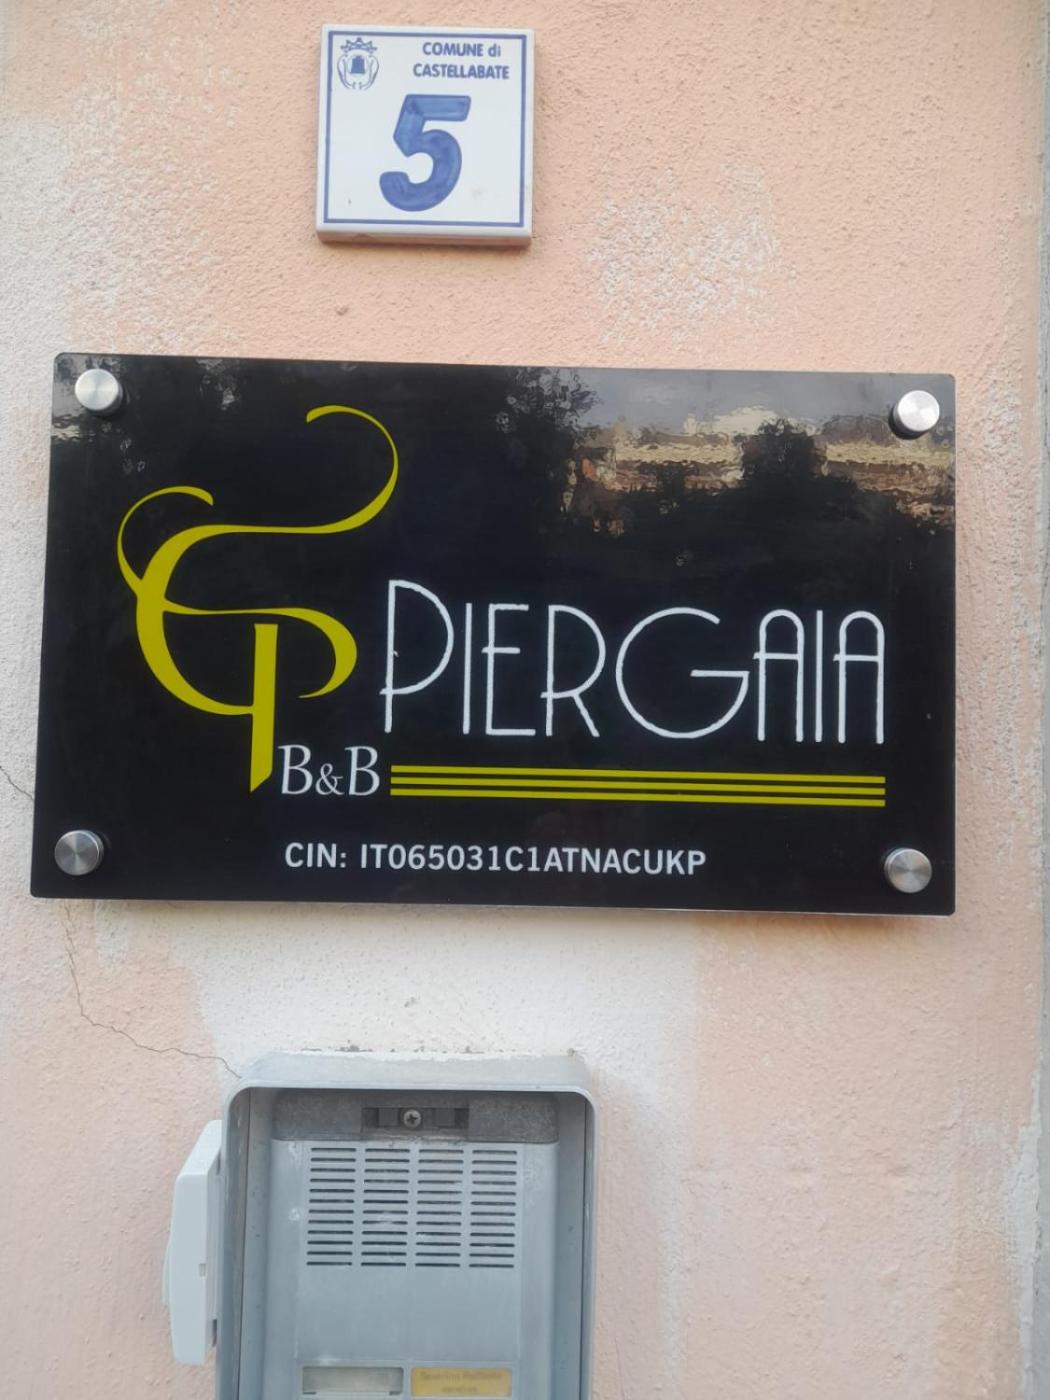 COMUNE di
CASTELLABATE
5
PIERGAIA
B&B
CIN: IT065031C1ATNACUKP